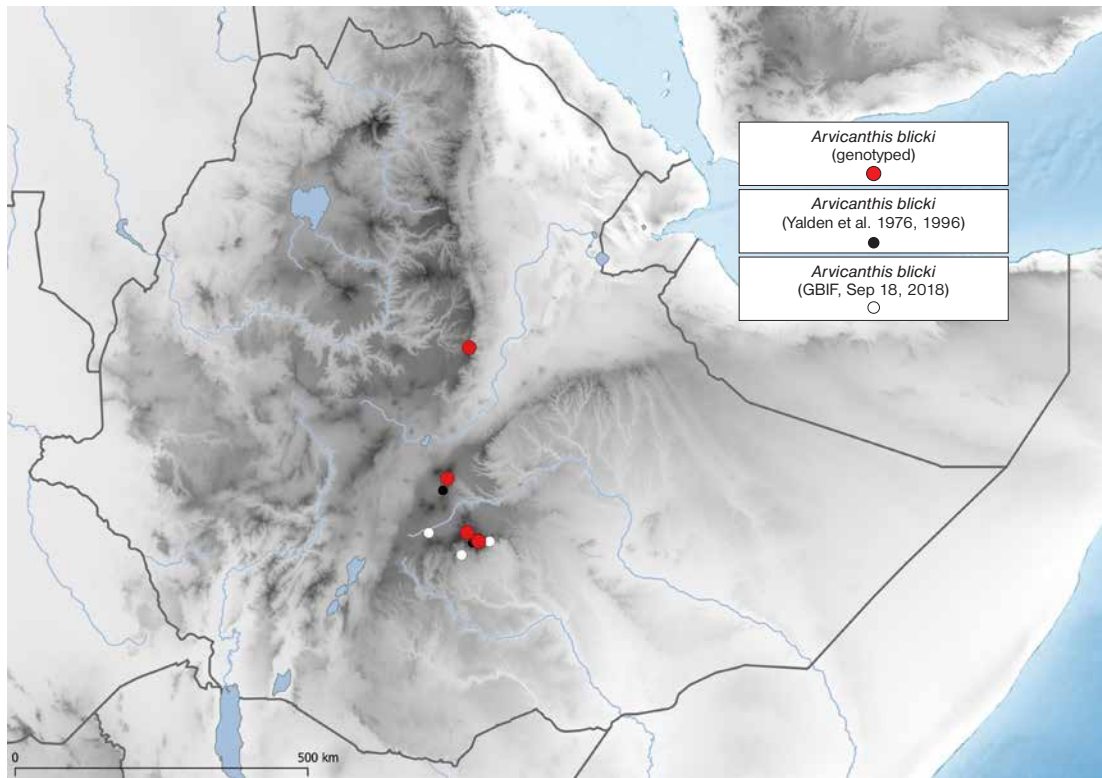 Arvicanthis blicki
(genotyped)
Arvicanthis blicki
(Yalden et al. 1976, 1996)
Arvicanthis blicki
(GBIF, Sep 18, 2018)
0
500 km